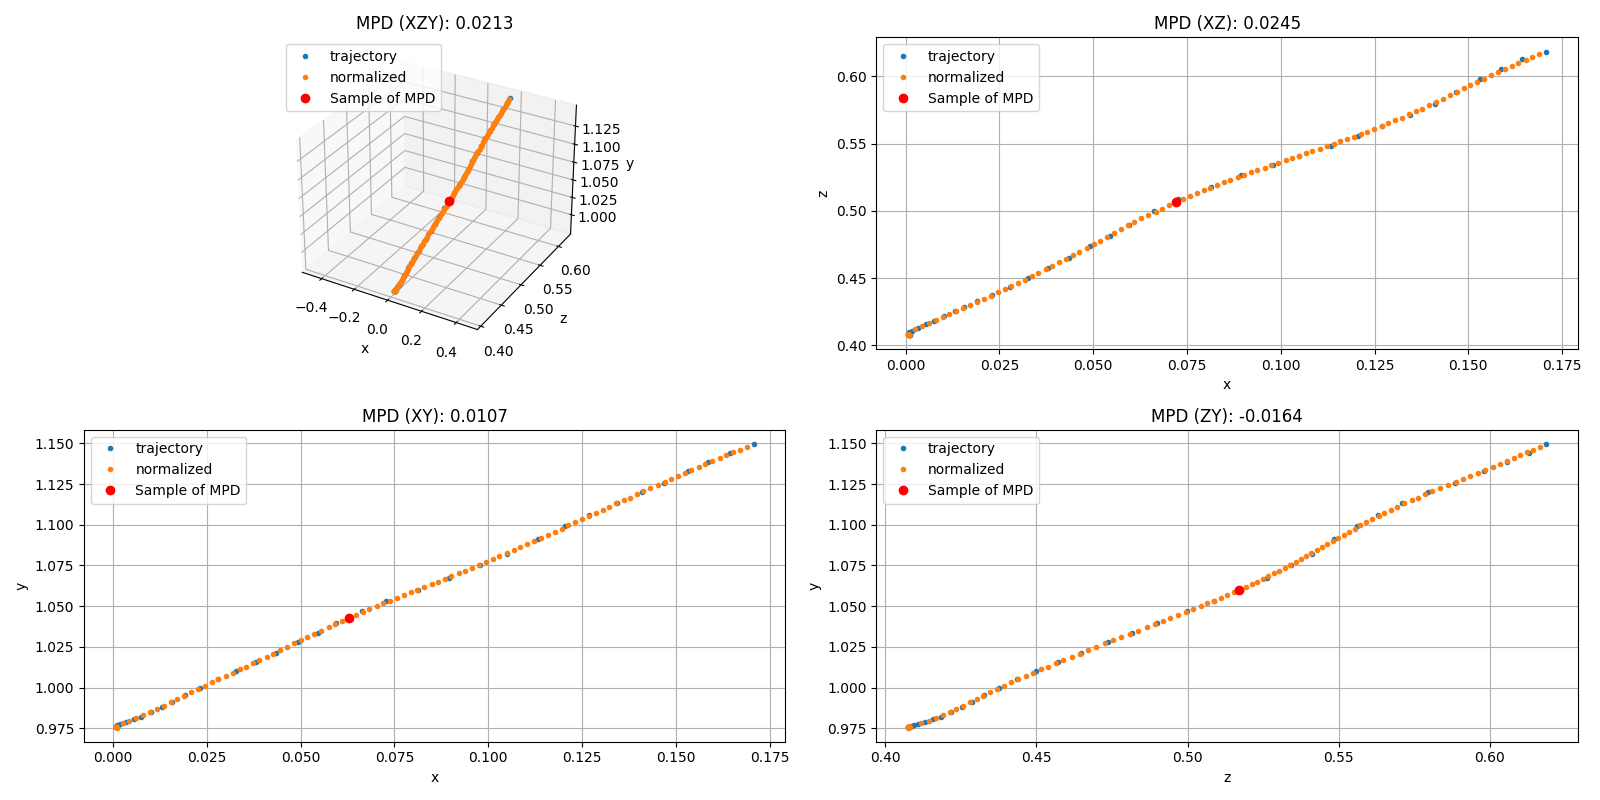 MPD (XZY): 0.0213
trajectory
normalized
Sample of MPD
1.125
1.100
1.075
1.050
1.025
1.000
y
−0.4
−0.2
0.0
0.2
0.4
x
0.40
0.45
0.50
0.55
0.60
z
MPD (XZ): 0.0245
trajectory
normalized
Sample of MPD
0.60
0.55
0.50
0.45
0.40
z
0.000 0.025 0.050 0.075 0.100 0.125 0.150 0.175
x
MPD (XY): 0.0107
trajectory
normalized
Sample of MPD
1.150
1.125
1.100
1.075
1.050
1.025
1.000
0.975
y
0.000 0.025 0.050 0.075 0.100 0.125 0.150 0.175
x
MPD (ZY): -0.0164
trajectory
normalized
Sample of MPD
1.150
1.125
1.100
1.075
1.050
1.025
1.000
0.975
y
0.40 0.45 0.50 0.55 0.60
z